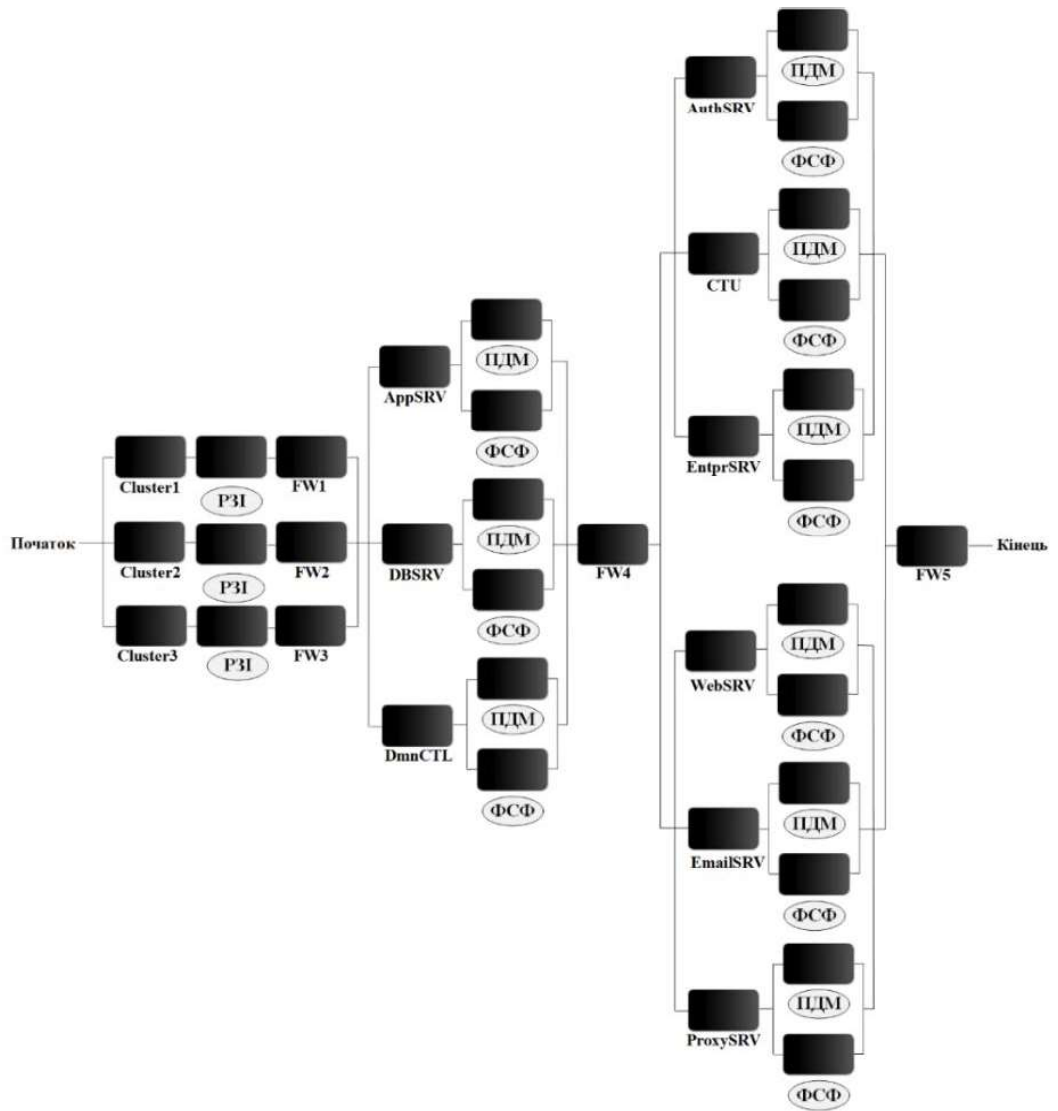 Початок
Cluster1
РЗІ
FW1
Cluster2
РЗІ
FW2
Cluster3
РЗІ
FW3
AppSRV
ПДМ
ФСФ
DBSRV
ПДМ
ФСФ
DmnCTL
ПДМ
ФСФ
FW4
AuthSRV
ПДМ
ФСФ
CTU
ПДМ
ФСФ
EntprSRV
ПДМ
ФСФ
WebSRV
ПДМ
ФСФ
EmailSRV
ПДМ
ФСФ
ProxySRV
ПДМ
ФСФ
FW5
Кінець